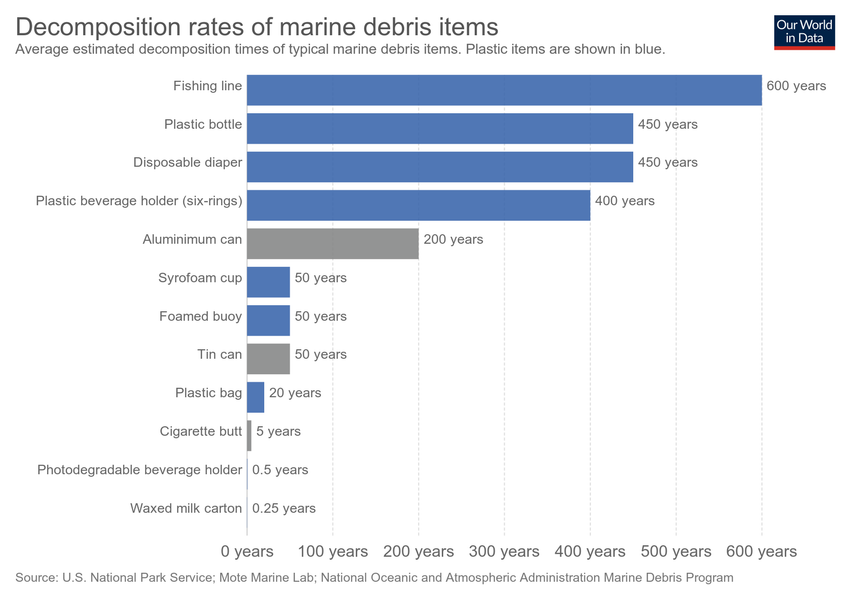 Decomposition rates of marine debris items
Average estimated decomposition times of typical marine debris items. Plastic items are shown in blue.
Our World
in Data
Fishing line 600 years
Plastic bottle 450 years
Disposable diaper 450 years
Plastic beverage holder (six-rings) 400 years
Aluminimum can 200 years
Syrofoam cup 50 years
Foamed buoy 50 years
Tin can 50 years
Plastic bag 20 years
Cigarette butt 5 years
Photodegradable beverage holder 0.5 years
Waxed milk carton 0.25 years
0 years 100 years 200 years 300 years 400 years 500 years 600 years
Source: U.S. National Park Service; Mote Marine Lab; National Oceanic and Atmospheric Administration Marine Debris Program